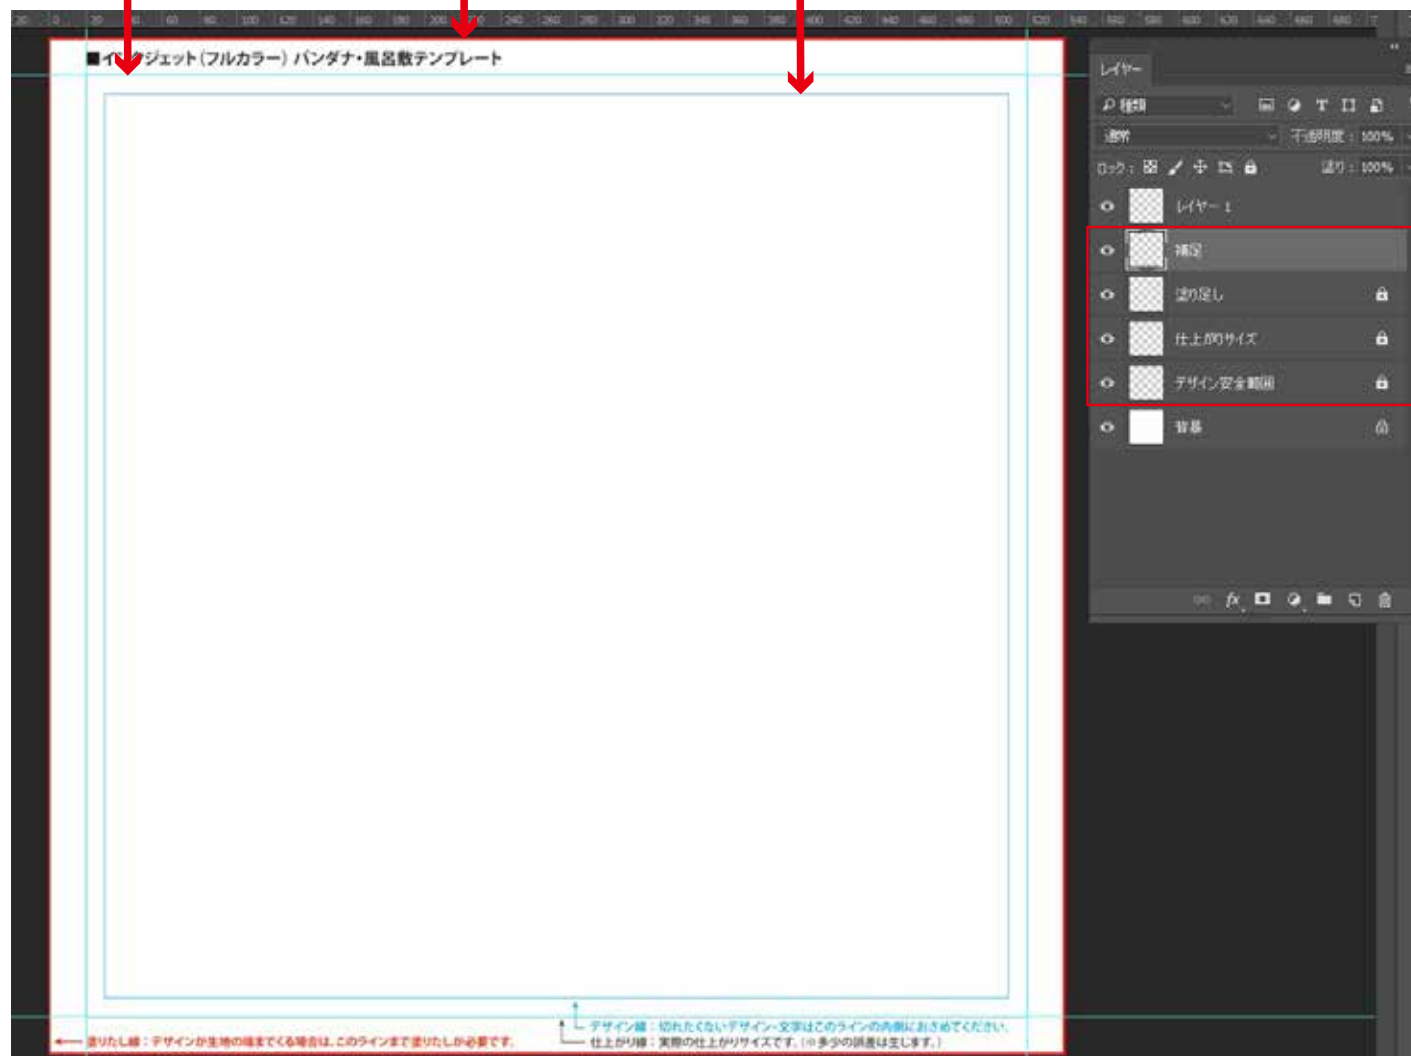 ■インクジェット（フルカラー）バンダナ・風呂敷テンプレート
レイヤー
種類
通常 不透明度：100%
ロック： 塗り：100%
レイヤー 1
補足
塗り足し
仕上がりサイズ
デザイン安全範囲
背景
デザイン線：切れたくないデザイン・文字はこのラインの内側におさめてください。
塗りたし線：デザインが生地の端までくる場合は、このラインまで塗りたしが必要です。
仕上がり線：実際の仕上がりサイズです。（※多少の誤差は生じます。）